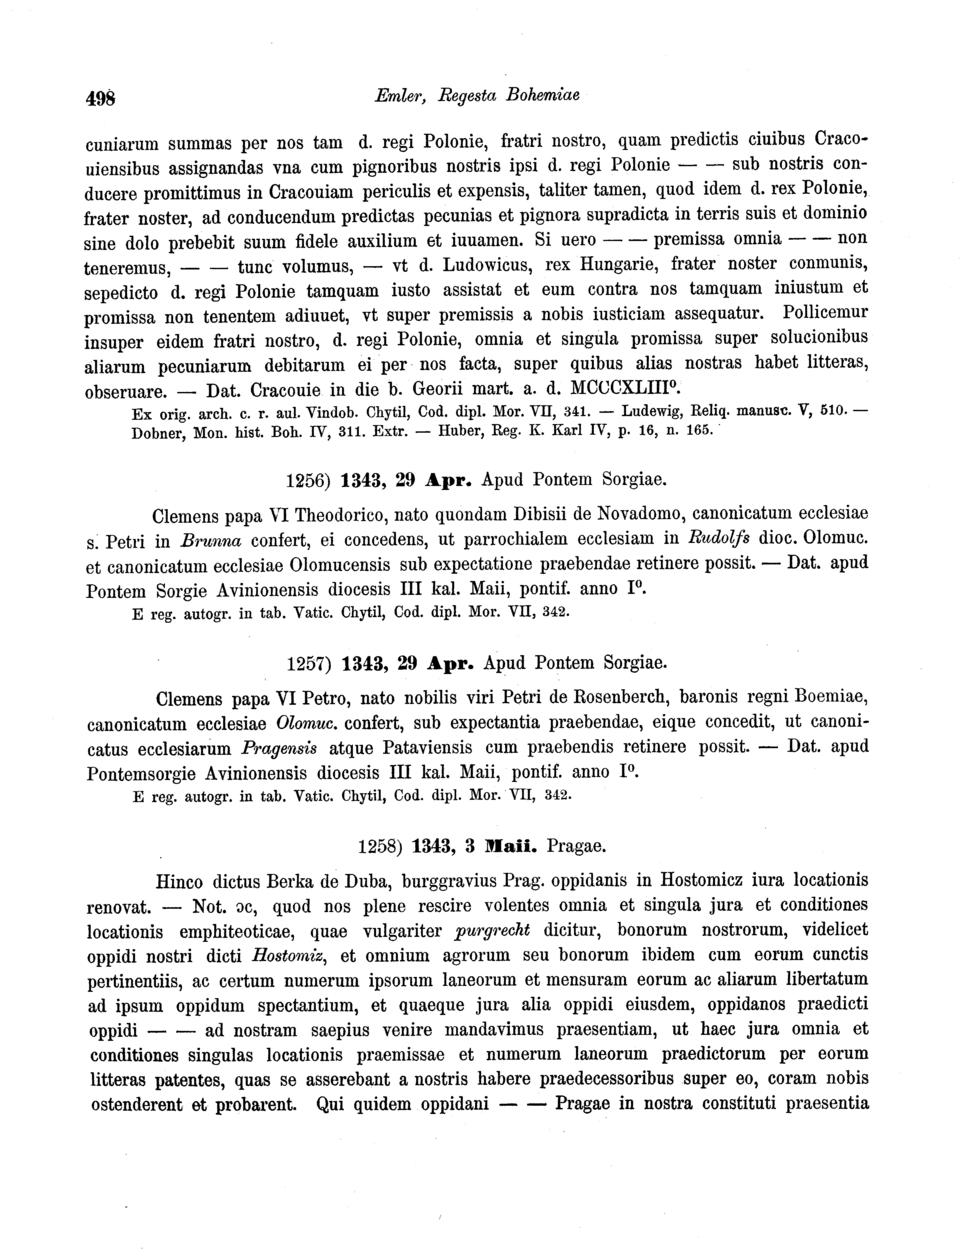 498 Emler, Regesta Bohemiae
cuniarum summas per nos tam d. regi Polonie, fratri nostro, quam predictis ciuibus Craco-
uiensibus assignandas vna cum pignoribus nostris ipsi d. regi Polonie — — sub nostris con-
ducere promittimus in Cracouiam periculis et expensis, taliter tamen, quod idem d. rex Polonie,
frater noster, ad conducendum predictas pecunias et pignora supradicta in terris suis et dominio
sine dolo prebebit suum fidele auxilium et iuuamen. Si uero — — premissa omnia — — non
teneremus, — — tunc volumus, — vt d. Ludowicus, rex Hungarie, frater noster conmunis,
sepedicto d. regi Polonie tamquam iusto assistat et eum contra nos tamquam iniustum et
promissa non tenentem adiuuet, vt super premissis a nobis iusticiam assequatur. Pollicemur
insuper eidem fratri nostro, d. regi Polonie, omnia et singula promissa super solucionibus
aliarum pecuniarum debitarum ei per nos facta, super quibus alias nostras habet litteras,
obseruare. — Dat. Cracouie in die b. Georii mart. a. d. MCCCXLIII⁰.
Ex orig. arch. c. r. aul. Vindob. Chytil, Cod. dipl. Mor. VII, 341. — Ludewig, Reliq. manusc. V, 510. —
Dobner, Mon. hist. Boh. IV, 311. Extr. — Huber, Reg. K. Karl IV, p. 16, n. 165.
1256) 1343, 29 Apr. Apud Pontem Sorgiae.
Clemens papa VI Theodorico, nato quondam Dibisii de Novadomo, canonicatum ecclesiae
s. Petri in Brunna confert, ei concedens, ut parrochialem ecclesiam in Rudolfs dioc. Olomuc.
et canonicatum ecclesiae Olomucensis sub expectatione praebendae retinere possit. — Dat. apud
Pontem Sorgie Avinionensis diocesis III kal. Maii, pontif. anno I⁰.
E reg. autogr. in tab. Vatic. Chytil, Cod. dipl. Mor. VII, 342.
1257) 1343, 29 Apr. Apud Pontem Sorgiae.
Clemens papa VI Petro, nato nobilis viri Petri de Rosenberch, baronis regni Boemiae,
canonicatum ecclesiae Olomuc. confert, sub expectantia praebendae, eique concedit, ut canoni-
catus ecclesiarum Pragensis atque Pataviensis cum praebendis retinere possit. — Dat. apud
Pontemsorgie Avinionensis diocesis III kal. Maii, pontif. anno I⁰.
E reg. autogr. in tab. Vatic. Chytil, Cod. dipl. Mor. VII, 342.
1258) 1343, 3 Maii. Pragae.
Hinco dictus Berka de Duba, burggravius Prag. oppidanis in Hostomicz iura locationis
renovat. — Not. ↄc, quod nos plene rescire volentes omnia et singula jura et conditiones
locationis emphiteoticae, quae vulgariter purgrecht dicitur, bonorum nostrorum, videlicet
oppidi nostri dicti Hostomiz, et omnium agrorum seu bonorum ibidem cum eorum cunctis
pertinentiis, ac certum numerum ipsorum laneorum et mensuram eorum ac aliarum libertatum
ad ipsum oppidum spectantium, et quaeque jura alia oppidi eiusdem, oppidanos praedicti
oppidi — — ad nostram saepius venire mandavimus praesentiam, ut haec jura omnia et
conditiones singulas locationis praemissae et numerum laneorum praedictorum per eorum
litteras patentes, quas se asserebant a nostris habere praedecessoribus super eo, coram nobis
ostenderent et probarent. Qui quidem oppidani — — Pragae in nostra constituti praesentia